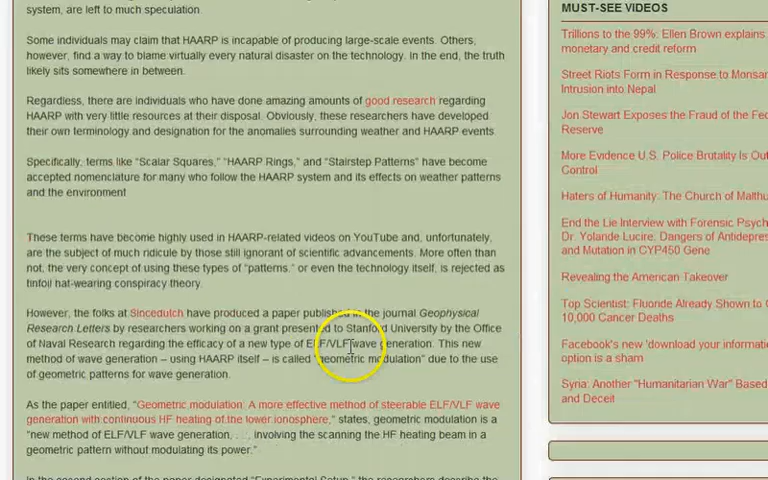 system, are left to much speculation.
Some individuals may claim that HAARP is incapable of producing large-scale events. Others,
however, find a way to blame virtually every natural disaster on the technology. In the end, the truth
likely sits somewhere in between.
Regardless, there are individuals who have done amazing amounts of good research regarding
HAARP with very little resources at their disposal. Obviously, these researchers have developed
their own terminology and designation for the anomalies surrounding weather and HAARP events.
Specifically, terms like “Scalar Squares,” “HAARP Rings,” and “Stairstep Patterns” have become
accepted nomenclature for many who follow the HAARP system and its effects on weather patterns
and the environment
These terms have become highly used in HAARP-related videos on YouTube and, unfortunately,
are the subject of much ridicule by those still ignorant of scientific advancements. More often than
not, the very concept of using these types of “patterns,” or even the technology itself, is rejected as
tinfoil hat-wearing conspiracy theory.
However, the folks at Sincedutch have produced a paper published in the journal Geophysical
Research Letters by researchers working on a grant presented to Stanford University by the Office
of Naval Research regarding the efficacy of a new type of ELF/VLF wave generation. This new
method of wave generation – using HAARP itself – is called “geometric modulation” due to the use
of geometric patterns for wave generation.
As the paper entitled, “Geometric modulation: A more effective method of steerable ELF/VLF wave
generation with continuous HF heating of the lower ionosphere,” states, geometric modulation is a
“new method of ELF/VLF wave generation, . . ., involving the scanning the HF heating beam in a
geometric pattern without modulating its power.”
In the second section of the paper designated “Experimental Setup,” the researchers describe the
MUST-SEE VIDEOS
Trillions to the 99%: Ellen Brown explains
monetary and credit reform
Street Riots Form in Response to Monsan
Intrusion into Nepal
Jon Stewart Exposes the Fraud of the Fed
Reserve
More Evidence U.S. Police Brutality Is Out
Control
Haters of Humanity: The Church of Malthu
End the Lie Interview with Forensic Psych
Dr. Yolande Lucire: Dangers of Antidepres
and Mutation in CYP450 Gene
Revealing the American Takeover
Top Scientist: Fluoride Already Shown to C
10,000 Cancer Deaths
Facebook's new 'download your informatio
option is a sham
Syria: Another "Humanitarian War" Based
and Deceit